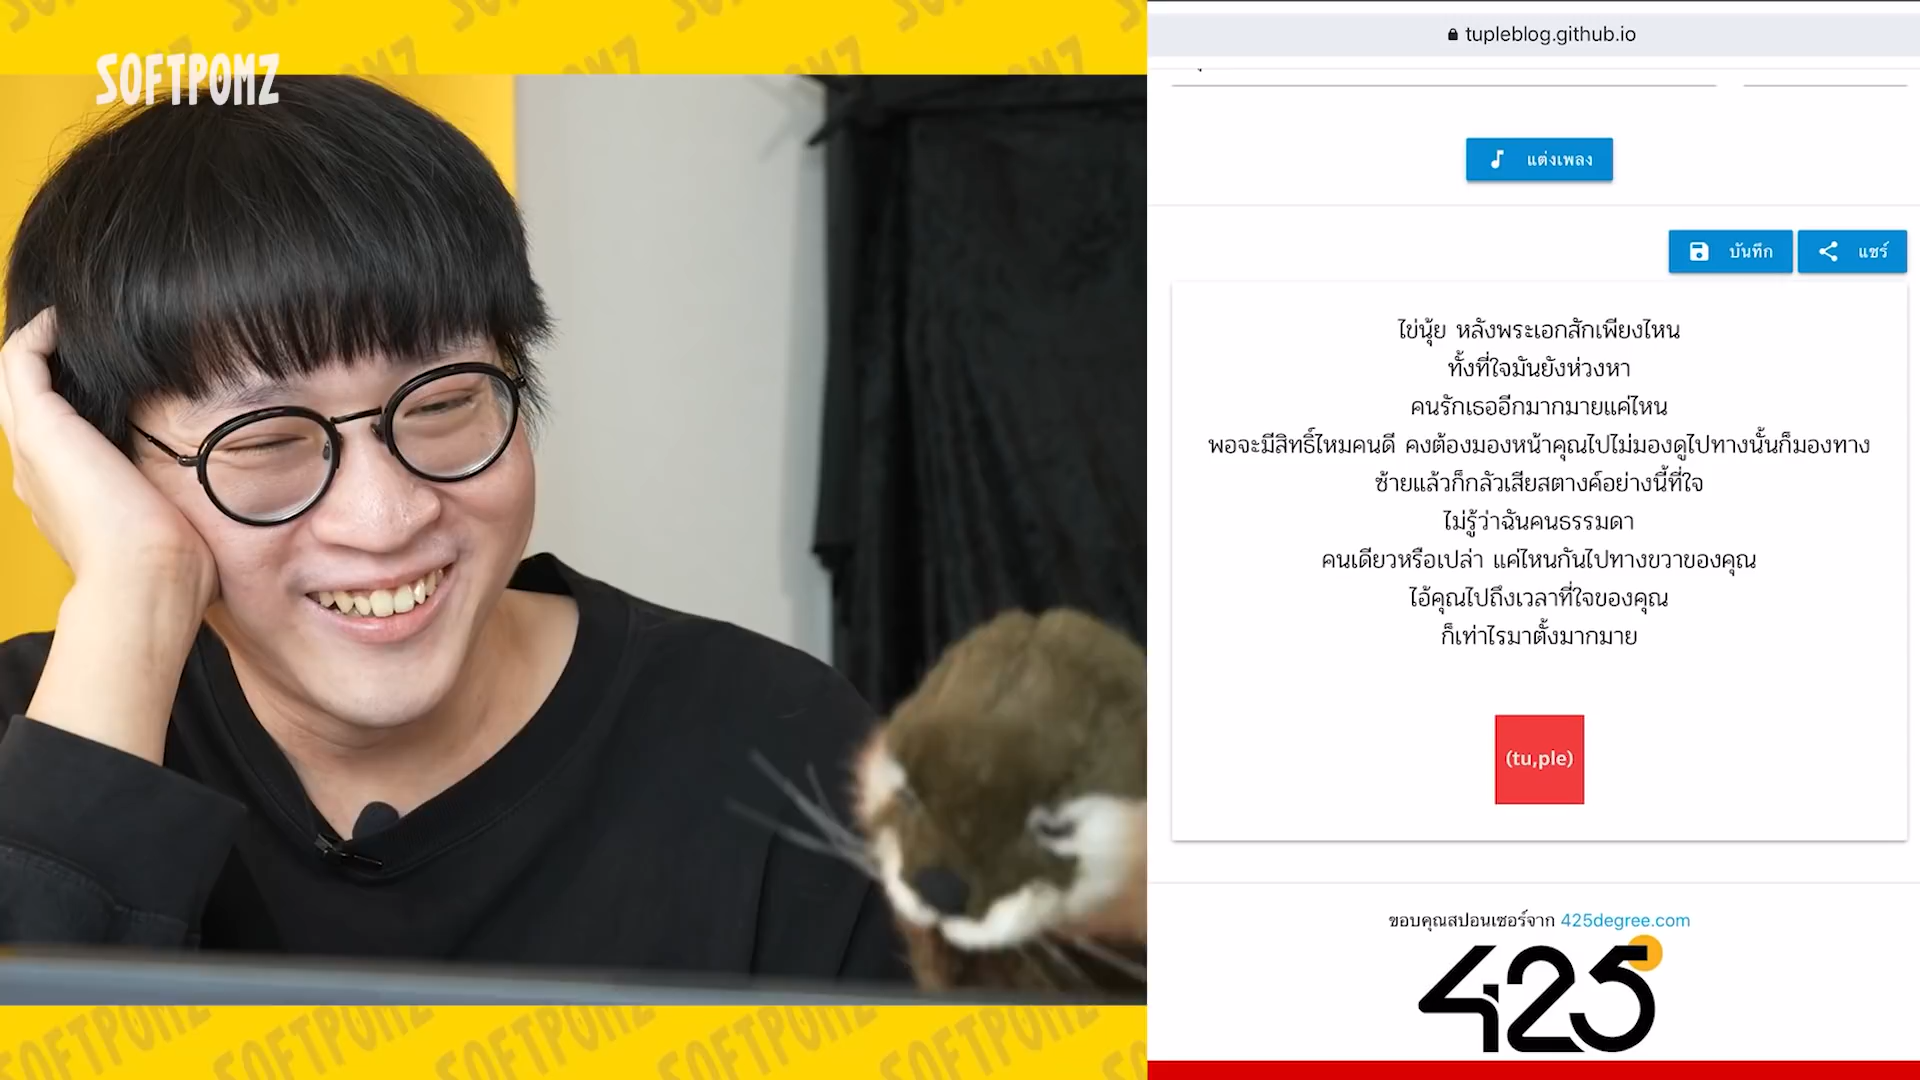 SOFTPOMZ
tupleblog.github.io
แต่งเพลง
บันทึก
แชร์
ไข่นุ้ย หลังพระเอกสักเพียงไหน
ทั้งที่ใจมันยังห่วงหา
คนรักเธออีกมากมายแค่ไหน
พอจะมีสิทธิ์ไหมคนดี คงต้องมองหน้าคุณไปไม่มองดูไปทางนั้นก็มองทาง
ซ้ายแล้วก็กลัวเสียสตางค์อย่างนี้ที่ใจ
ไม่รู้ว่าฉันคนธรรมดา
คนเดียวหรือเปล่า แค่ไหนกันไปทางขวาของคุณ
ไอ้คุณไปถึงเวลาที่ใจของคุณ
ก็เท่าไรมาตั้งมากมาย
(tu,ple)
ขอบคุณสปอนเซอร์จาก 425degree.com
425
SOFTPOMZ SOFTPOMZ SOFTPOMZ SOFTPOMZ SOFTPOMZ